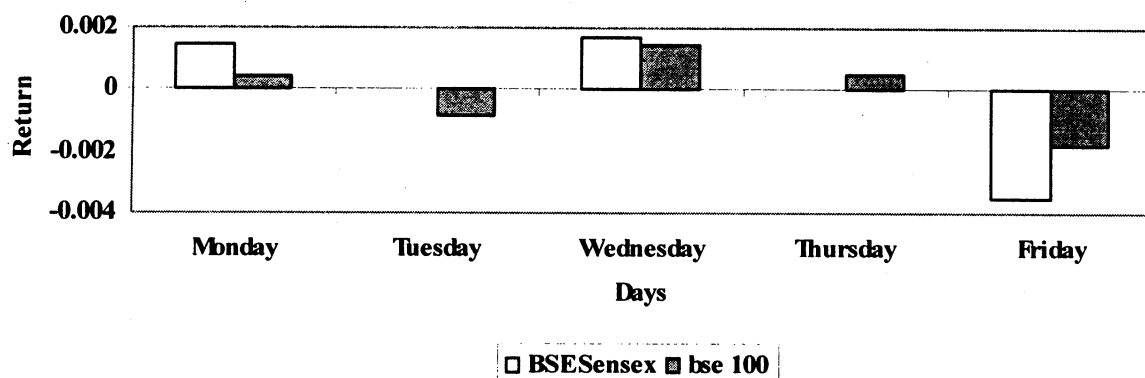 0.002
0
-0.002
-0.004
Return
Monday Tuesday Wednesday Thursday Friday
Days
BSESensex bse 100